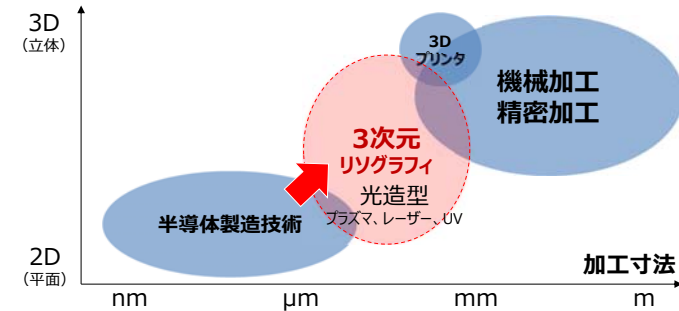 3D
(立体)
3D
プリンタ
機械加工
精密加工
3次元
リソグラフィ
光造型
プラズマ、レーザー、UV
半導体製造技術
2D
(平面)
加工寸法
nm
μm
mm
m